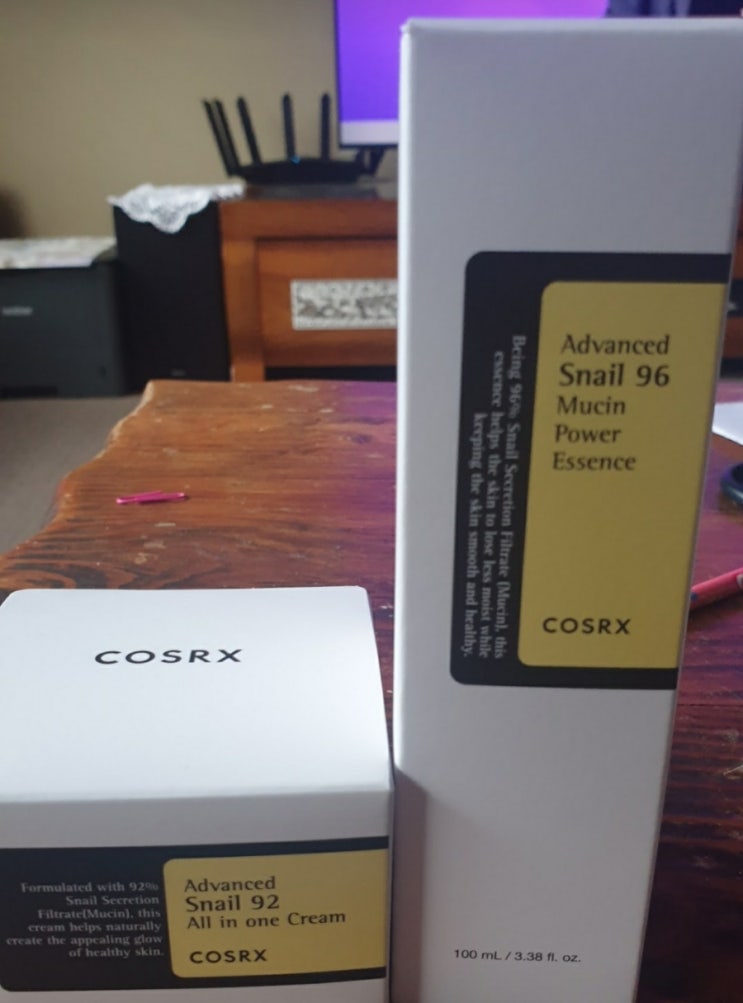 Advanced
Snail 96
Mucin
Power
Essence
COSRX
Being 96% Snail Secretion Filtrate (Mucin), this
essence helps the skin to lose less moist while
keeping the skin smooth and healthy.
100 mL / 3.38 fl. oz.
COSRX
Formulated with 92%
Snail Secretion
Filtrate(Mucin), this
cream helps naturally
create the appealing glow
of healthy skin.
Advanced
Snail 92
All in one Cream
COSRX